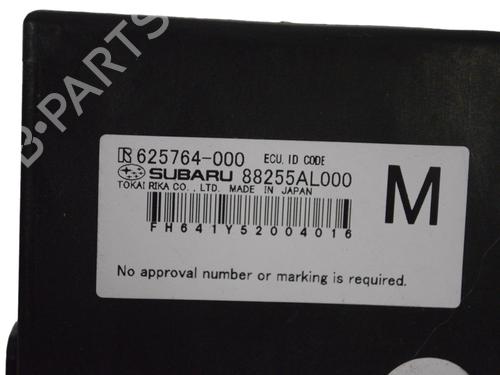 B-PARTS
625764-000 ECU. ID CODE
SUBARU 88255AL000
TOKAI RIKA CO., LTD. MADE IN JAPAN
M
FH641Y52004016
No approval number or marking is required.